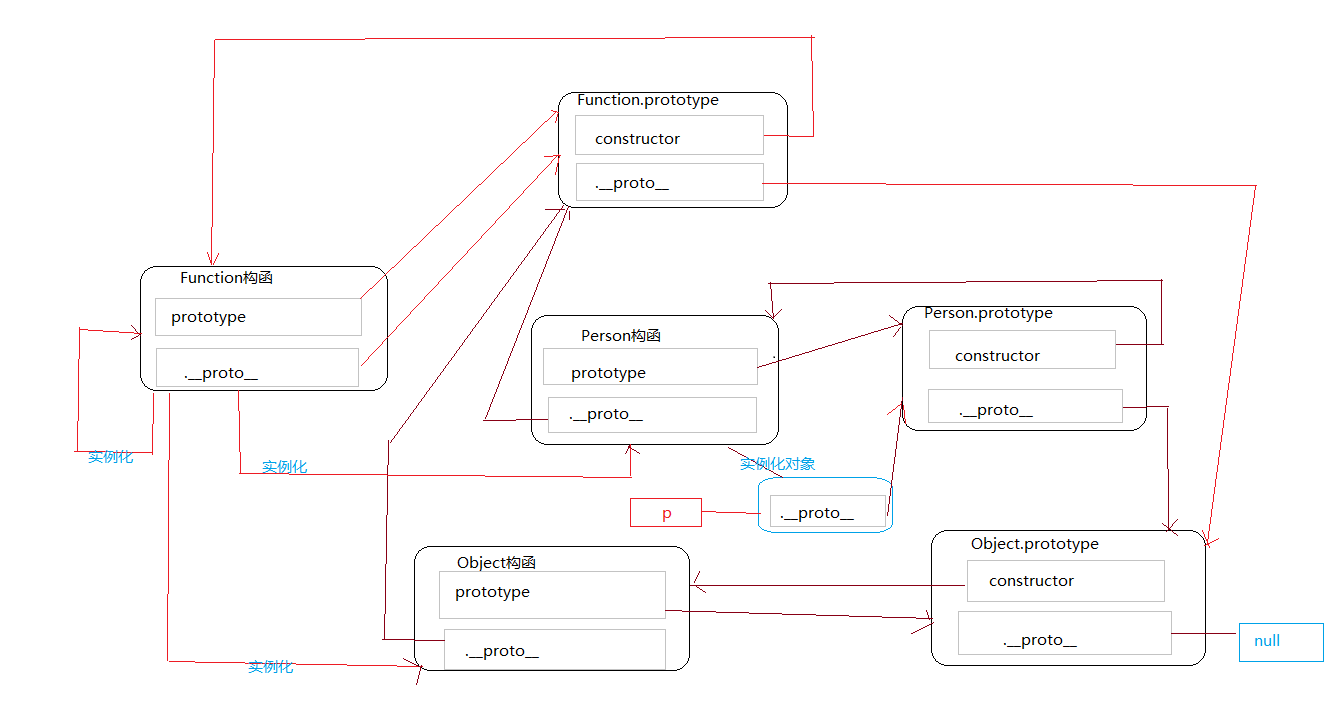 Function.prototype
constructor
.__proto__
Function构函
prototype
.__proto__
实例化
实例化
Person构函
prototype
.__proto__
Person.prototype
constructor
.__proto__
实例化对象
p
.__proto__
Object构函
prototype
.__proto__
实例化
Object.prototype
constructor
.__proto__
null